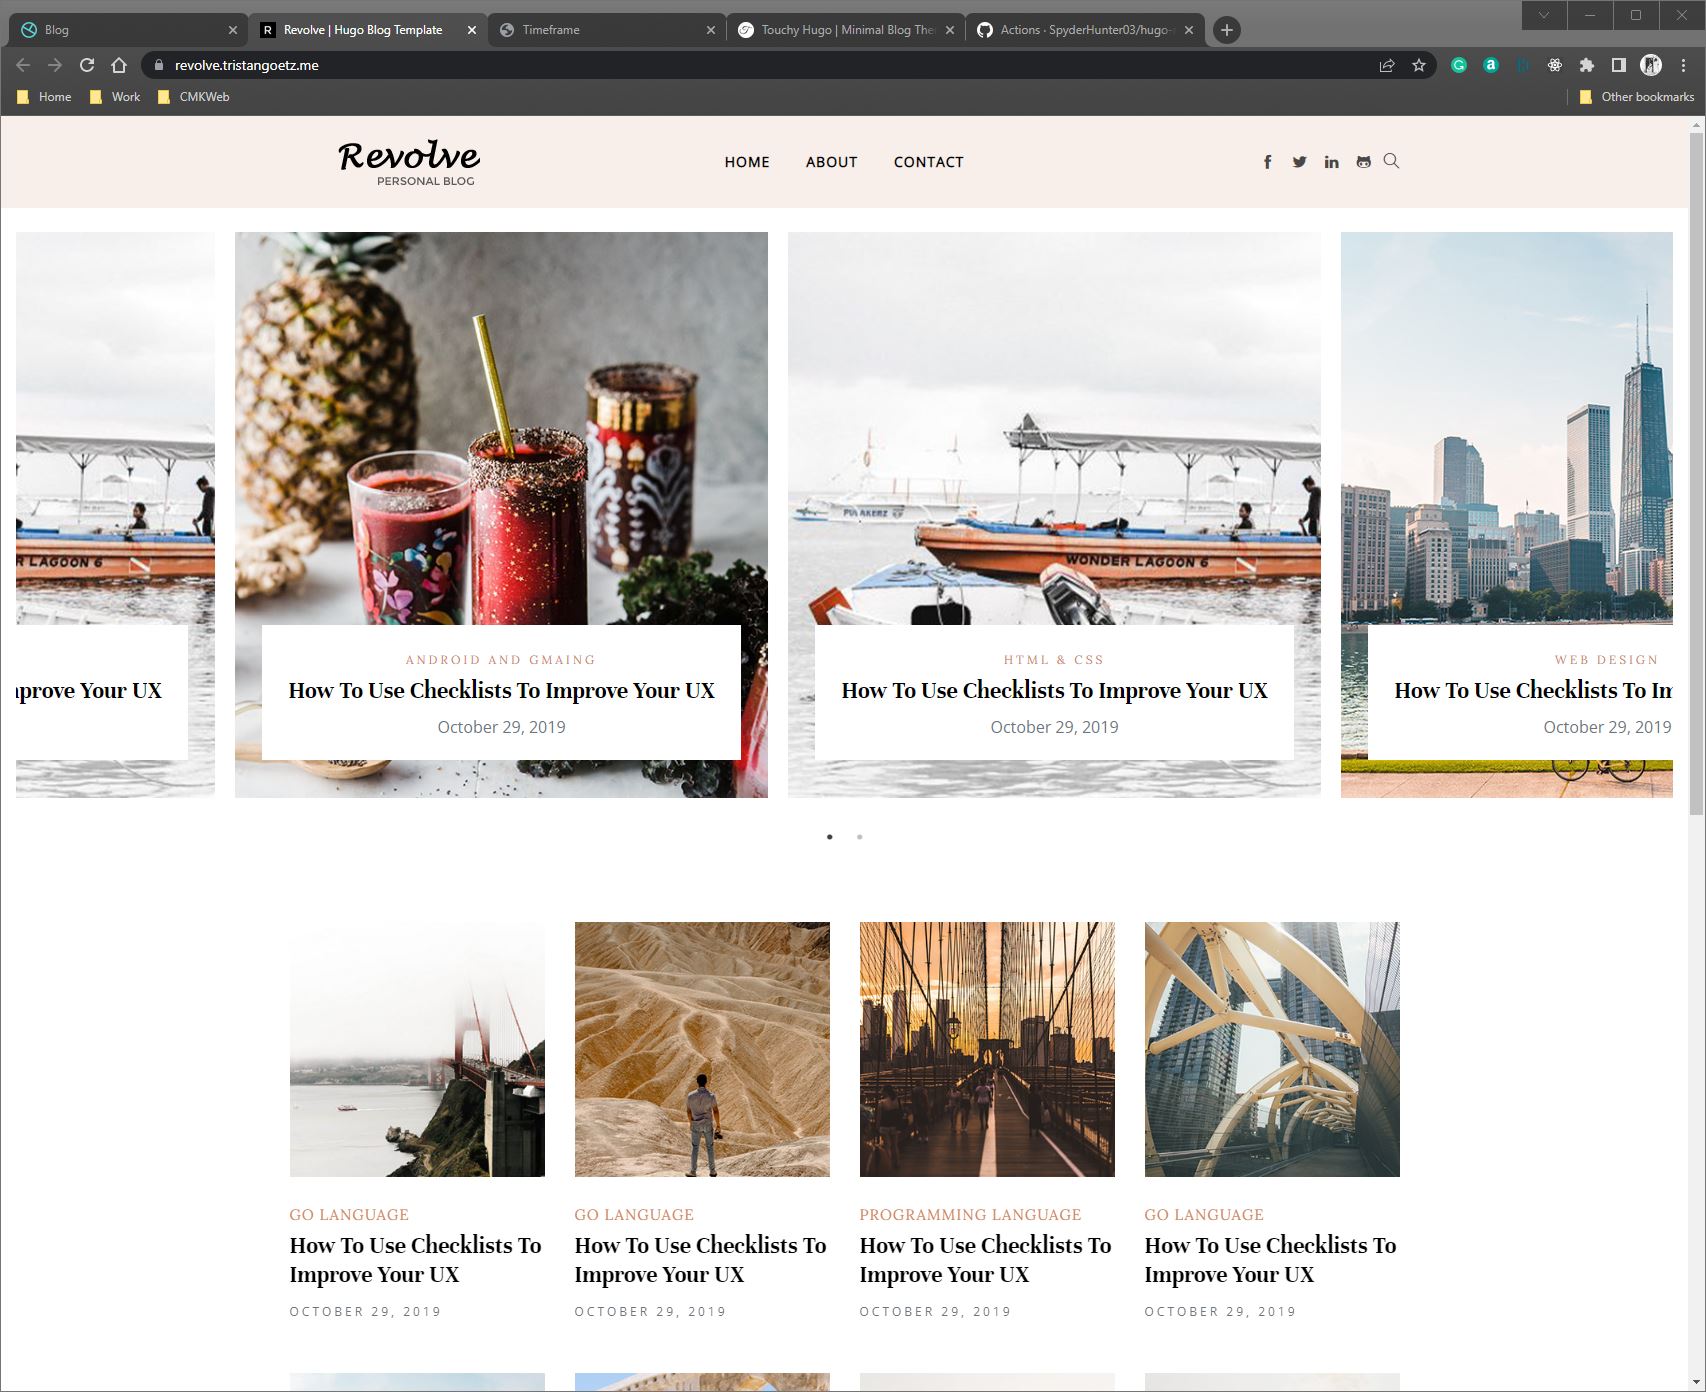 Blog
Revolve | Hugo Blog Template
Timeframe
Touchy Hugo | Minimal Blog The
Actions · SpyderHunter03/hugo-
revolve.tristangoetz.me
Home
Work
CMKWeb
Other bookmarks
Revolve
PERSONAL BLOG
HOME
ABOUT
CONTACT
PULAKERZ
R LAGOON 6
WONDER LAGOON 6
prove Your UX
ANDROID AND GMAING
How To Use Checklists To Improve Your UX
October 29, 2019
HTML & CSS
How To Use Checklists To Improve Your UX
October 29, 2019
WEB DESIGN
How To Use Checklists To Im
October 29, 2019
GO LANGUAGE
How To Use Checklists To
Improve Your UX
OCTOBER 29, 2019
GO LANGUAGE
How To Use Checklists To
Improve Your UX
OCTOBER 29, 2019
PROGRAMMING LANGUAGE
How To Use Checklists To
Improve Your UX
OCTOBER 29, 2019
GO LANGUAGE
How To Use Checklists To
Improve Your UX
OCTOBER 29, 2019